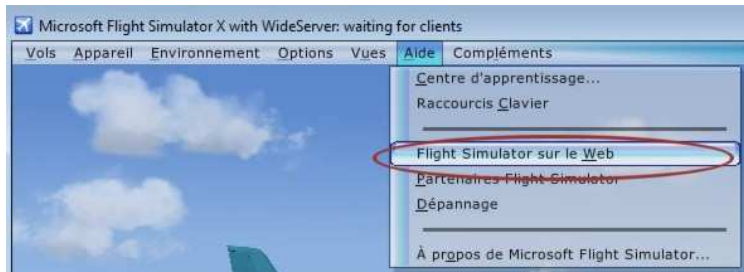 Microsoft Flight Simulator X with WideServer: waiting for clients
Vols Appareil Environnement Options Vues Aide Compléments
Centre d'apprentissage...
Raccourcis Clavier
Flight Simulator sur le Web
Partenaires Flight Simulator
Dépannage
À propos de Microsoft Flight Simulator...